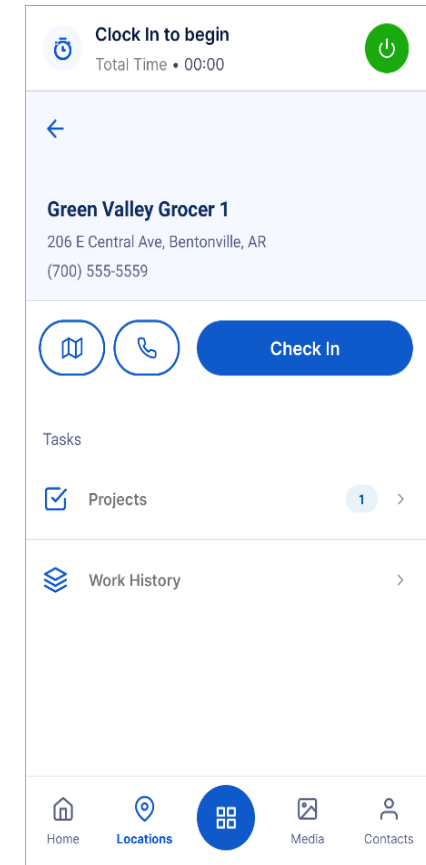 Clock In to begin
Total Time • 00:00
Green Valley Grocer 1
206 E Central Ave, Bentonville, AR
(700) 555-5559
Check In
Tasks
Projects 1
Work History
Home Locations Media Contacts